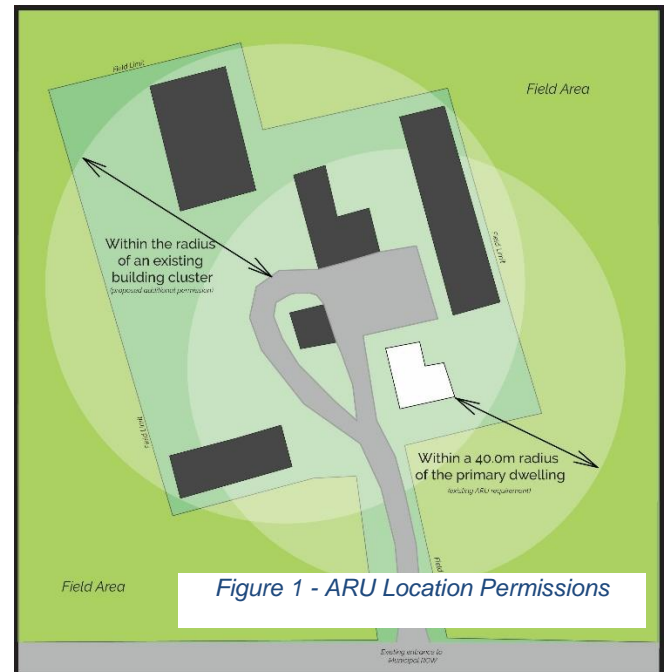 Field Limit
Field Area
Within the radius
of an existing
building cluster
(proposed additional permission)
Field Limit
Field Limit
Within a 40.0m radius
of the primary dwelling
(existing ARU requirement)
Field Area
Field
Figure 1 - ARU Location Permissions
Existing entrance to
Municipal ROW